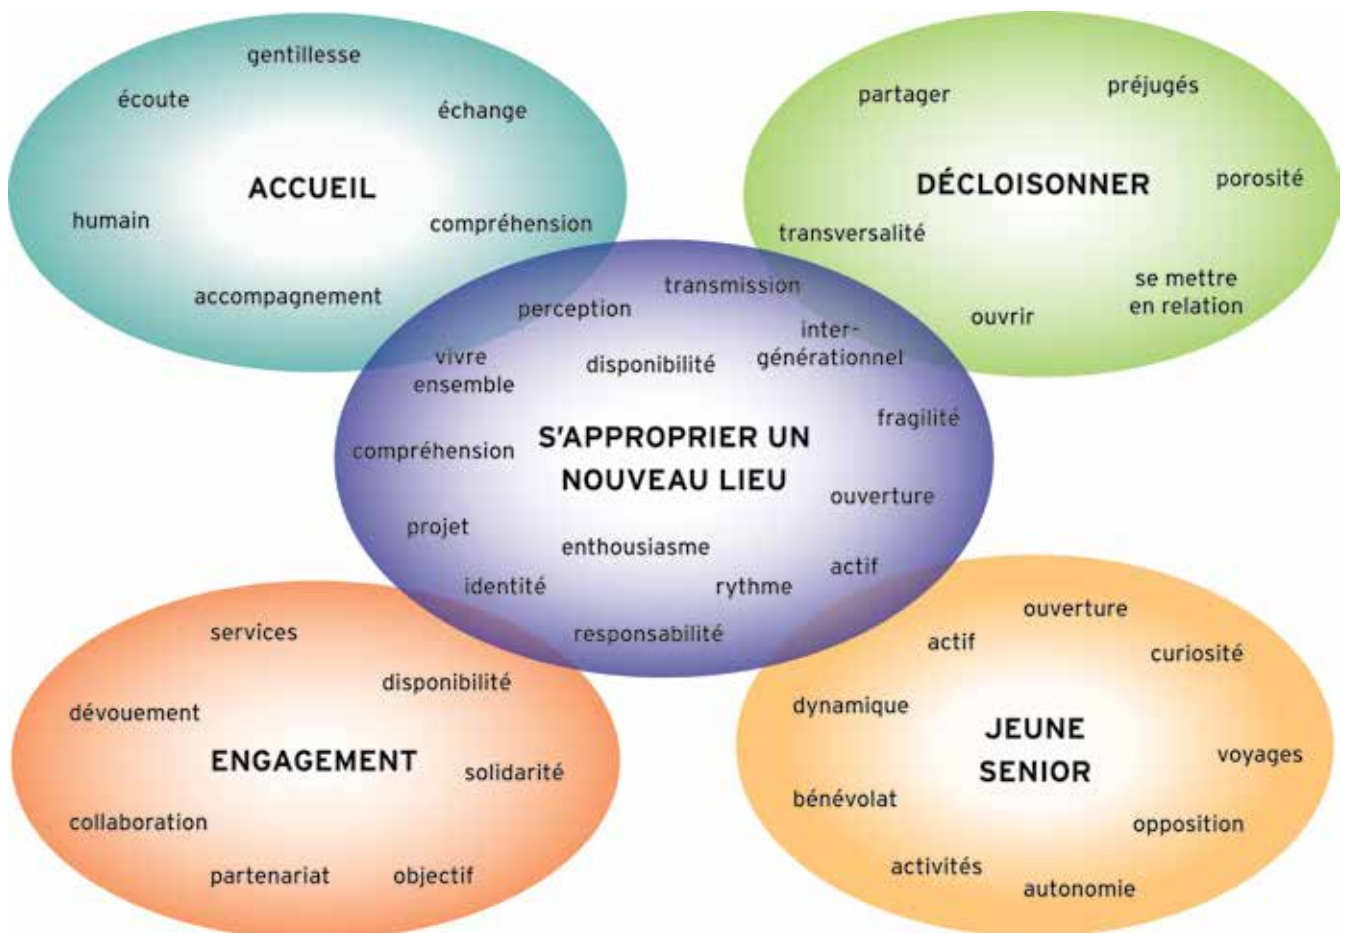 gentillesse
écoute
échange
ACCUEIL
humain
compréhension
accompagnement
partager
préjugés
DÉCLOISONNER
porosité
transversalité
se mettre
en relation
ouvrir
transmission
perception
inter-
générationnel
vivre
ensemble
disponibilité
fragilité
S'APPROPRIER UN
NOUVEAU LIEU
compréhension
ouverture
projet
enthousiasme
actif
identité
rythme
responsabilité
services
disponibilité
dévouement
ENGAGEMENT
solidarité
collaboration
partenariat
objectif
ouverture
actif
curiosité
dynamique
JEUNE
SENIOR
voyages
bénévolat
opposition
activités
autonomie